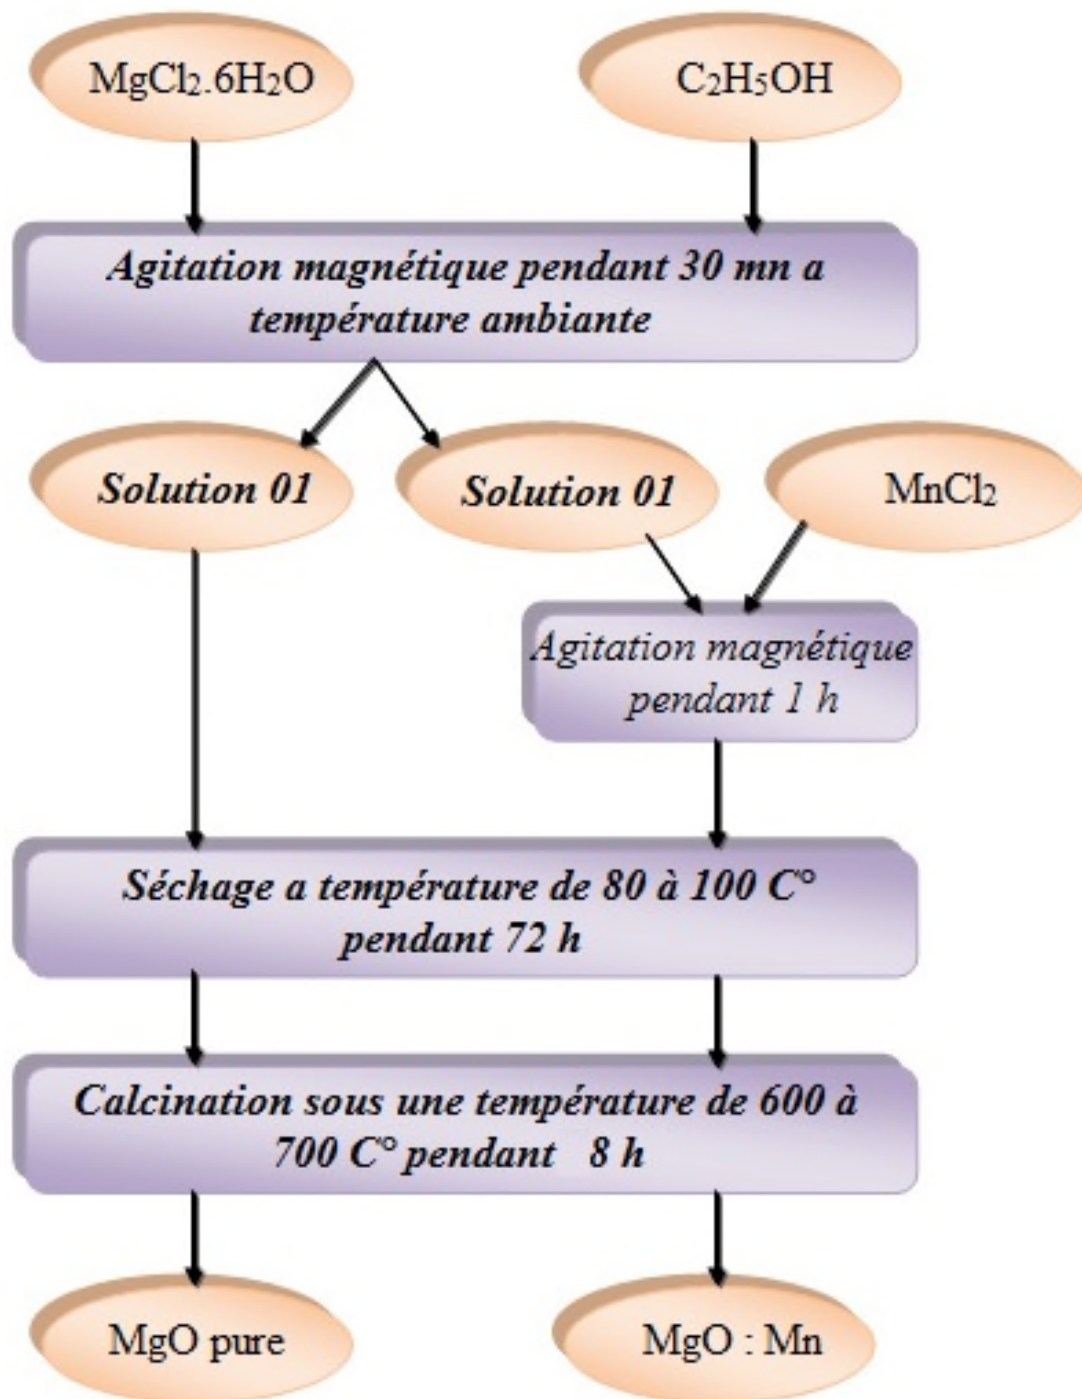 MgCl₂.6H₂O
C₂H₅OH
Agitation magnétique pendant 30 mn a
température ambiante
Solution 01
Solution 01
MnCl₂
Agitation magnétique
pendant 1 h
Séchage a température de 80 à 100 C°
pendant 72 h
Calcination sous une température de 600 à
700 C° pendant 8 h
MgO pure
MgO : Mn